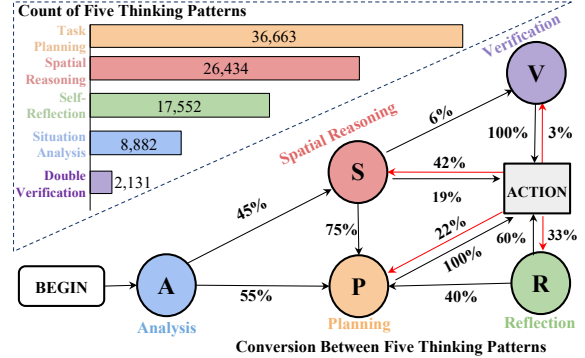 Count of Five Thinking Patterns
Task
Planning
36,663
Spatial
Reasoning
26,434
Self-
Reflection
17,552
Situation
Analysis
8,882
Double
Verification
2,131
Verification
V
6%
100%
3%
Spatial Reasoning
S
42%
19%
ACTION
45%
75%
22%
100%
60%
33%
BEGIN
A
55%
P
40%
R
Analysis
Planning
Reflection
Conversion Between Five Thinking Patterns